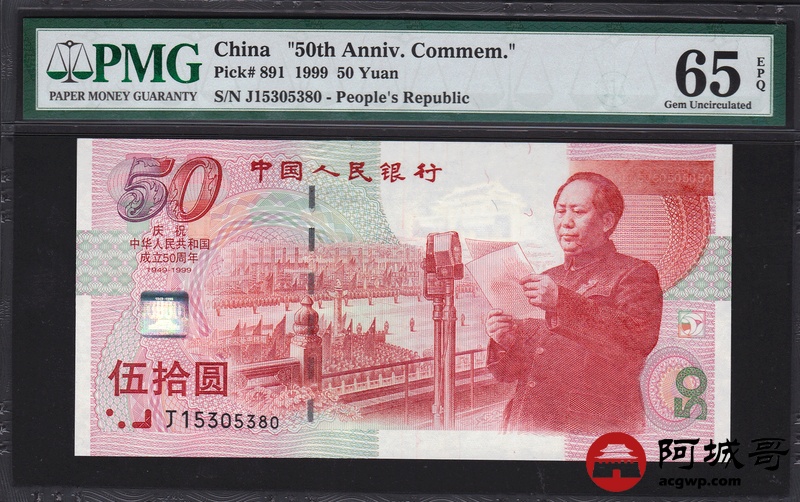 PMG
PAPER MONEY GUARANTY
China "50th Anniv. Commem."
Pick# 891 1999 50 Yuan
S/N J15305380 - People's Republic
65
EPQ
Gem Uncirculated
50
中国人民银行
庆祝
中华人民共和国
成立50周年
1949-1999
伍拾圆
J15305380
50
阿城哥
acgwp.com